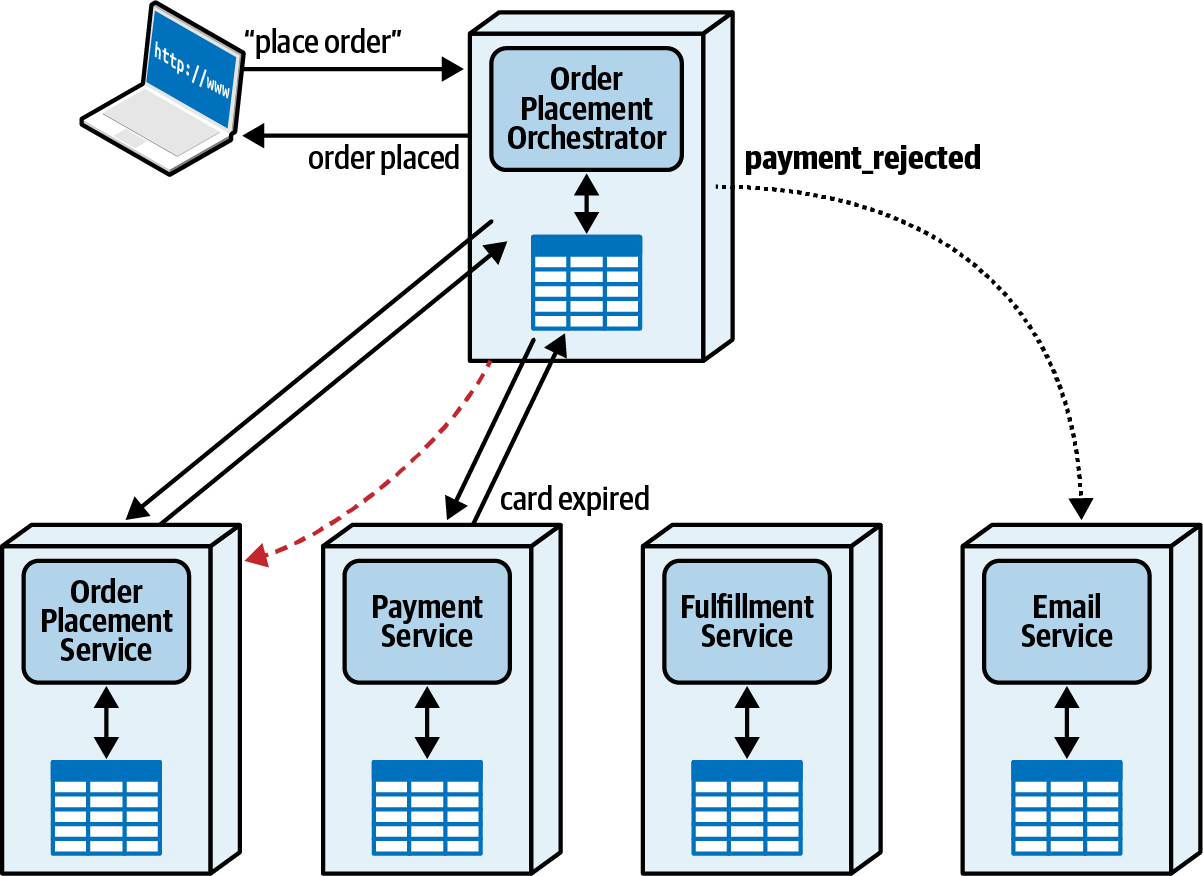 http://www
“place order”
order placed
Order
Placement
Orchestrator
payment_rejected
card expired
Order
Placement
Service
Payment
Service
Fulfillment
Service
Email
Service